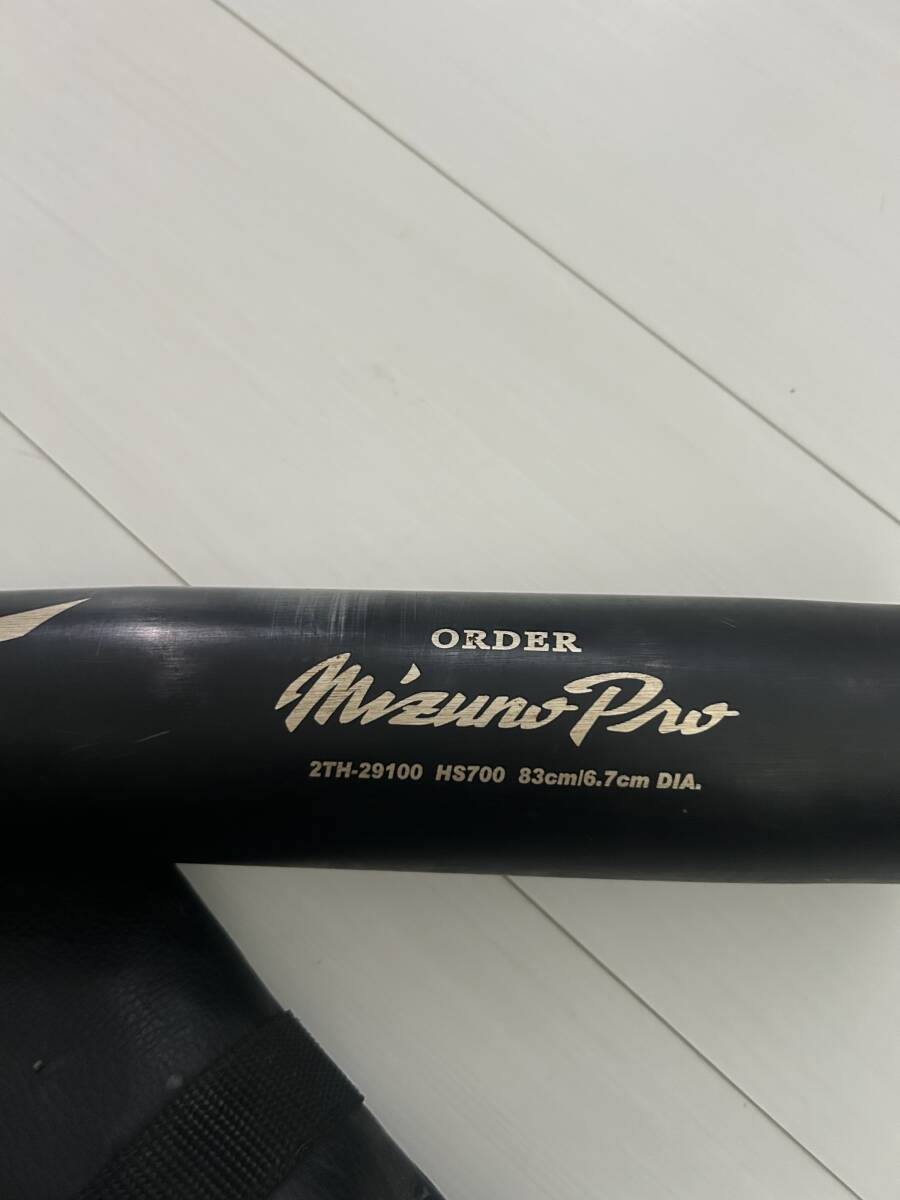 ORDER
Mizuno Pro
2TH-29100 HS700 83cm/6.7cm DIA.